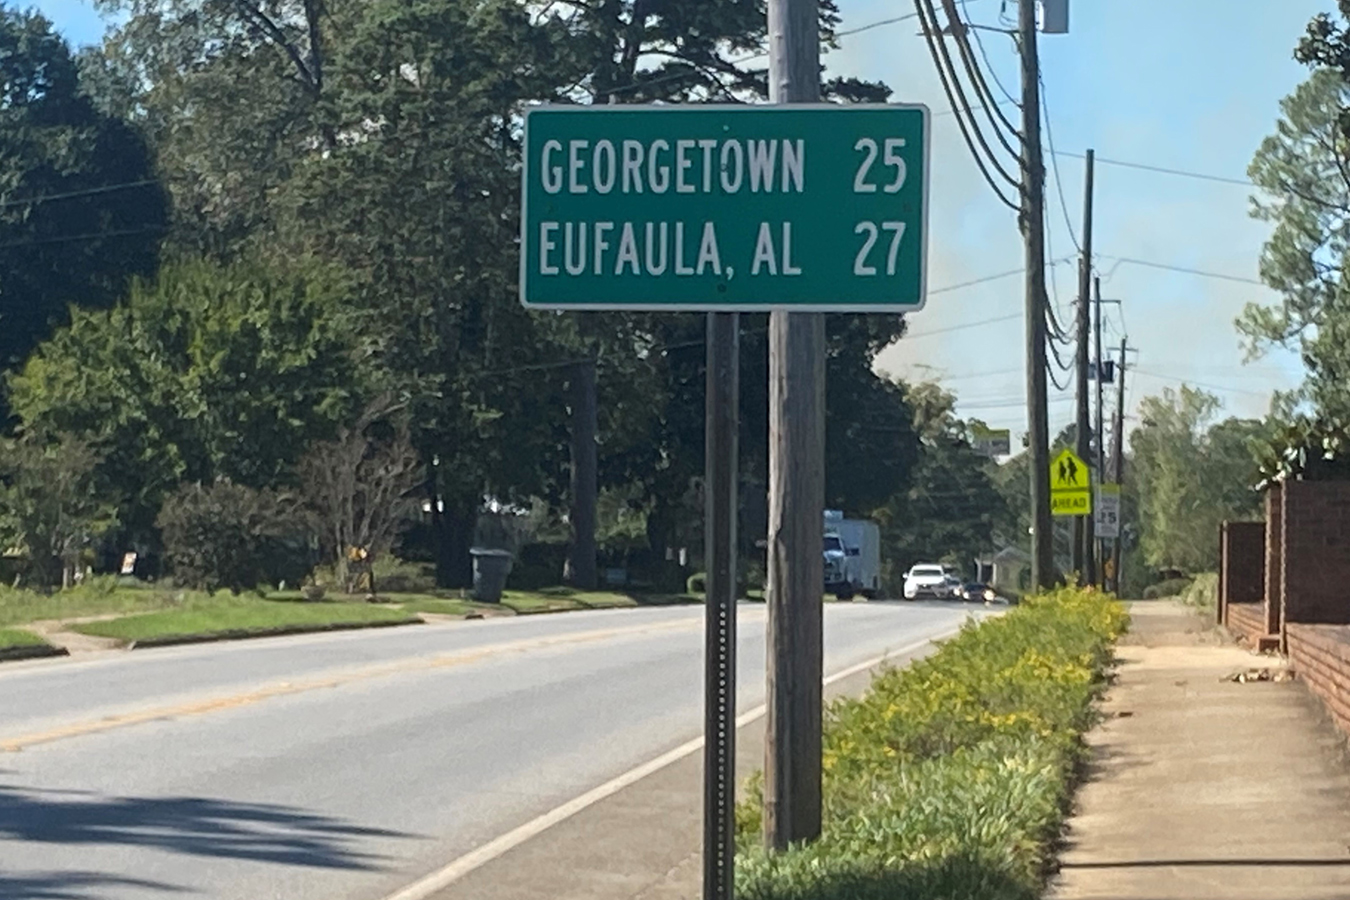 GEORGETOWN 25
EUFAULA, AL 27
AHEAD
25